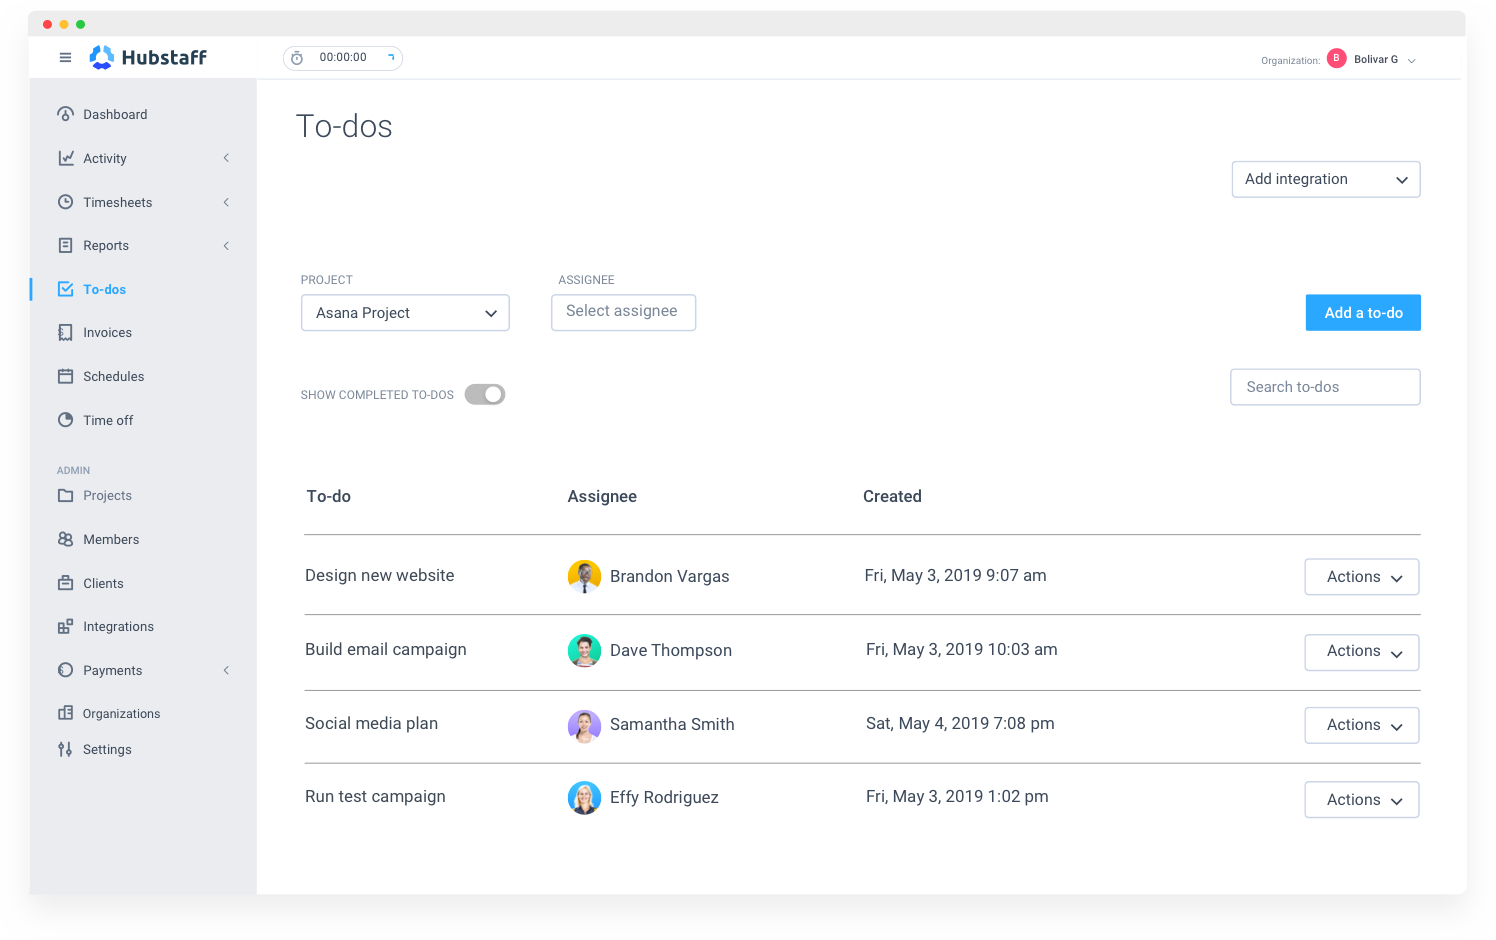 Hubstaff
00:00:00
Organization:
B
Bolivar G
Dashboard
Activity
Timesheets
Reports
To-dos
Invoices
Schedules
Time off
ADMIN
Projects
Members
Clients
Integrations
Payments
Organizations
Settings
To-dos
Add integration
PROJECT
ASSIGNEE
Asana Project
Select assignee
Add a to-do
SHOW COMPLETED TO-DOS
Search to-dos
To-do Assignee Created
Design new website Brandon Vargas Fri, May 3, 2019 9:07 am Actions
Build email campaign Dave Thompson Fri, May 3, 2019 10:03 am Actions
Social media plan Samantha Smith Sat, May 4, 2019 7:08 pm Actions
Run test campaign Effy Rodriguez Fri, May 3, 2019 1:02 pm Actions